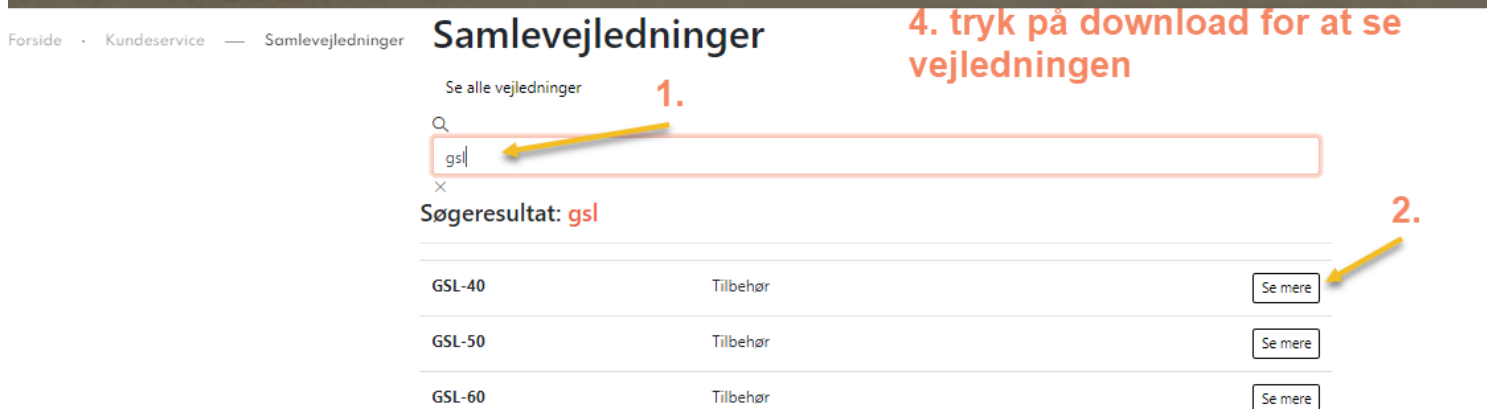 Forside · Kundeservice — Samlevejledninger
Samlevejledninger
4. tryk på download for at se
vejledningen
Se alle vejledninger
1.
gsl
Søgeresultat: gsl
2.
GSL-40 Tilbehør Se mere
GSL-50 Tilbehør Se mere
GSL-60 Tilbehør Se mere